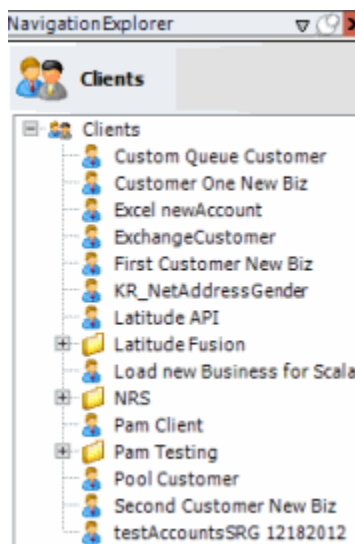 NavigationExplorer
Clients
Clients
Custom Queue Customer
Customer One New Biz
Excel newAccount
ExchangeCustomer
First Customer New Biz
KR_NetAddressGender
Latitude API
Latitude Fusion
Load new Business for Scala
NRS
Pam Client
Pam Testing
Pool Customer
Second Customer New Biz
testAccountsSRG 12182012